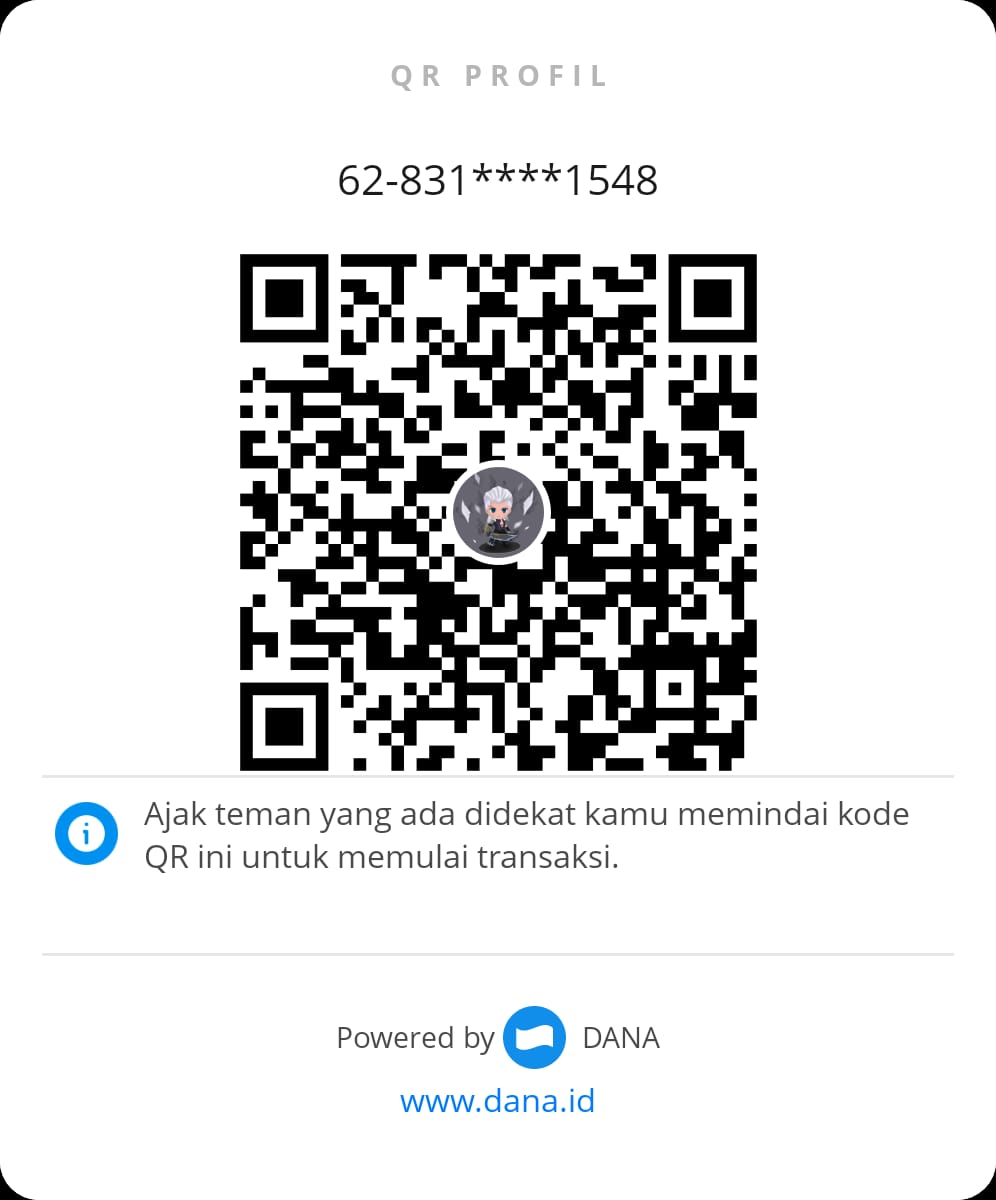 QR PROFIL
62-831****1548
Ajak teman yang ada didekat kamu memindai kode
QR ini untuk memulai transaksi.
Powered by DANA
www.dana.id